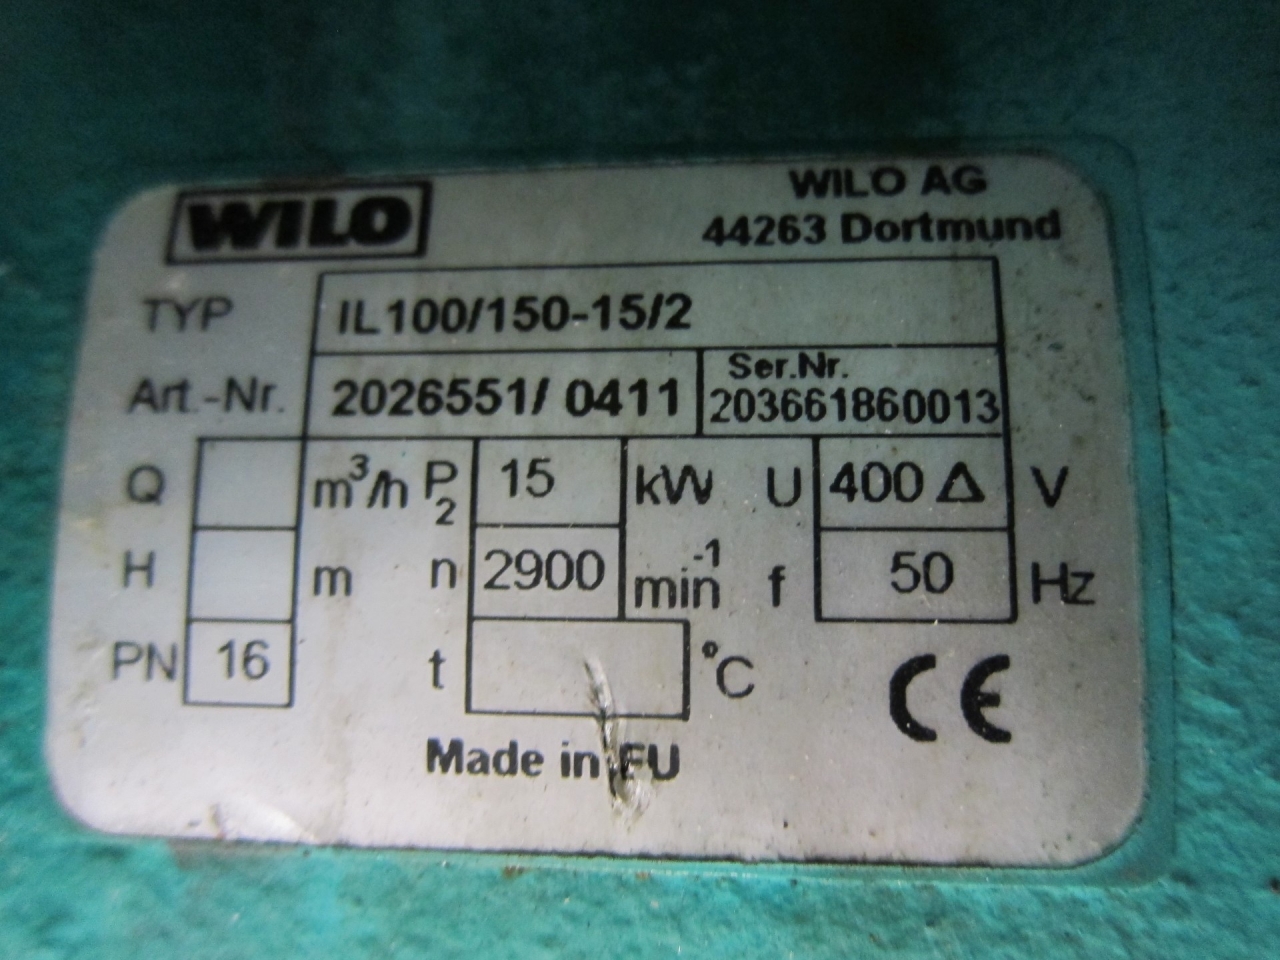 WILO
WILO AG
44263 Dortmund
TYP IL100/150-15/2
Art.-Nr. 2026551/ 0411 Ser.Nr. 203661860013
Q m³/h P₂ 15 kW U 400 Δ V
H m n 2900 min⁻¹ f 50 Hz
PN 16 t °C
CE
Made in EU